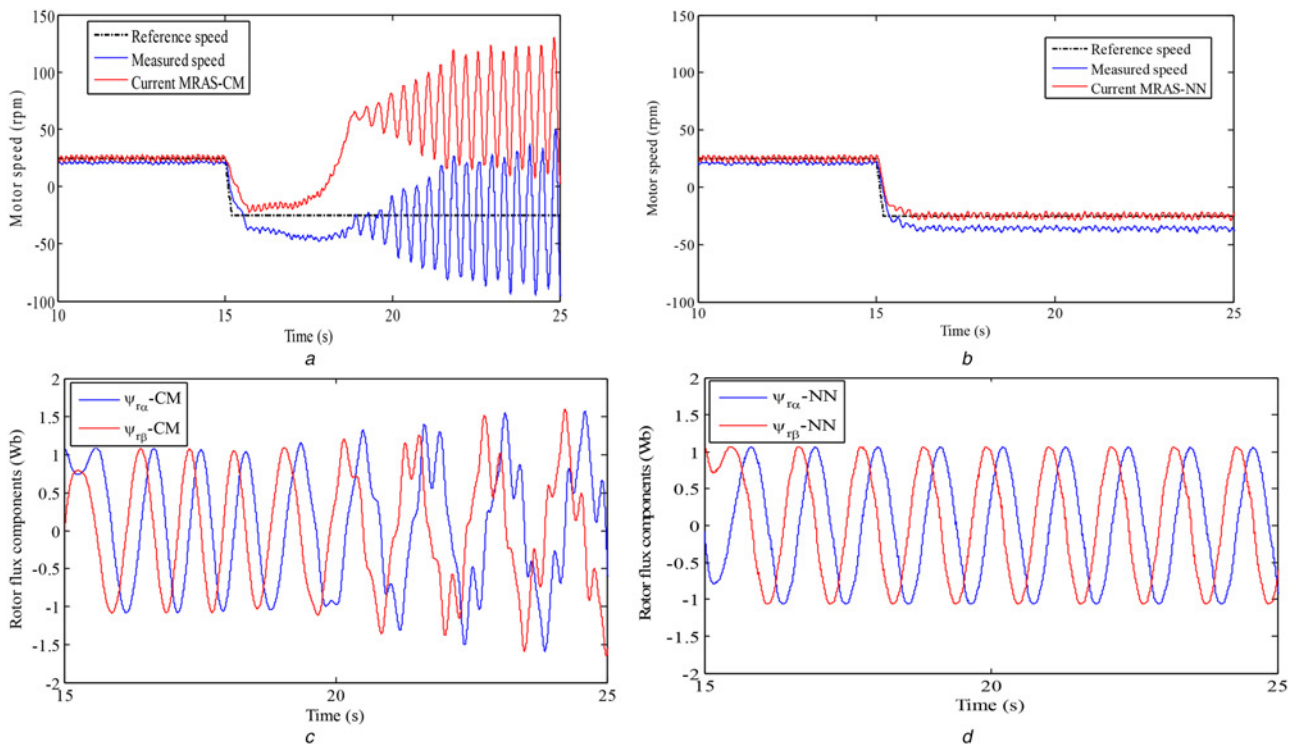 150
100
50
0
-50
-100
Motor speed (rpm)
Reference speed
Measured speed
Current MRAS-CM
10
15
20
25
Time (s)
a
150
100
50
0
-50
-100
Motor speed (rpm)
Reference speed
Measured speed
Current MRAS-NN
10
15
20
25
Time (s)
b
2
1.5
1
0.5
0
-0.5
-1
-1.5
-2
Rotor flux components (Wb)
ψrα-CM
ψrβ-CM
15
20
25
Time (s)
c
2
1.5
1
0.5
0
-0.5
-1
-1.5
-2
Rotor flux components (Wb)
ψrα-NN
ψrβ-NN
15
20
25
Time (s)
d